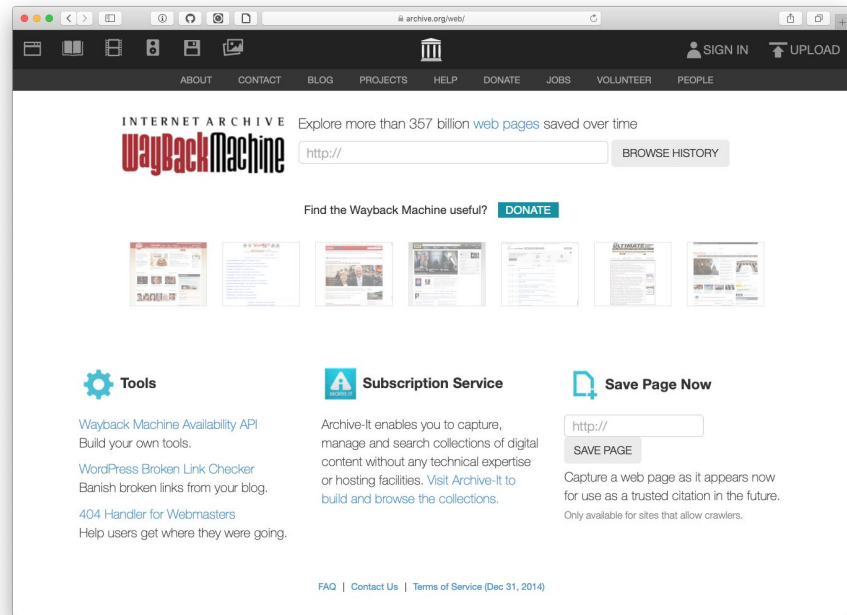 archive.org/web/
SIGN IN
UPLOAD
ABOUT CONTACT BLOG PROJECTS HELP DONATE JOBS VOLUNTEER PEOPLE
INTERNET ARCHIVE
WayBackMachine
Explore more than 357 billion web pages saved over time
http://
BROWSE HISTORY
Find the Wayback Machine useful? DONATE
Tools
Wayback Machine Availability API
Build your own tools.
WordPress Broken Link Checker
Banish broken links from your blog.
404 Handler for Webmasters
Help users get where they were going.
Subscription Service
Archive-It enables you to capture,
manage and search collections of digital
content without any technical expertise
or hosting facilities. Visit Archive-It to
build and browse the collections.
Save Page Now
http://
SAVE PAGE
Capture a web page as it appears now
for use as a trusted citation in the future.
Only available for sites that allow crawlers.
FAQ | Contact Us | Terms of Service (Dec 31, 2014)